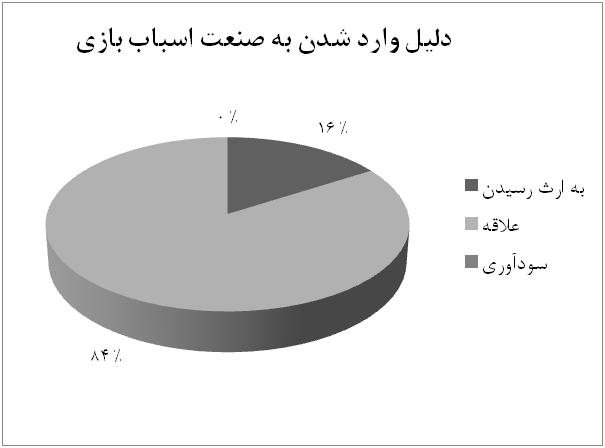 دلیل وارد شدن به صنعت اسباب بازی
۰ %
۱۶ %
به ارث رسیدن
علاقه
سودآوری
۸۴ %